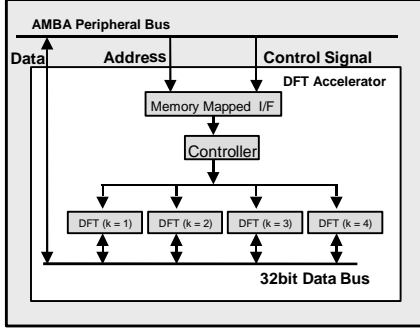 AMBA Peripheral Bus
Data Address Control Signal
DFT Accelerator
Memory Mapped I/F
Controller
DFT (k = 1) DFT (k = 2) DFT (k = 3) DFT (k = 4)
32bit Data Bus